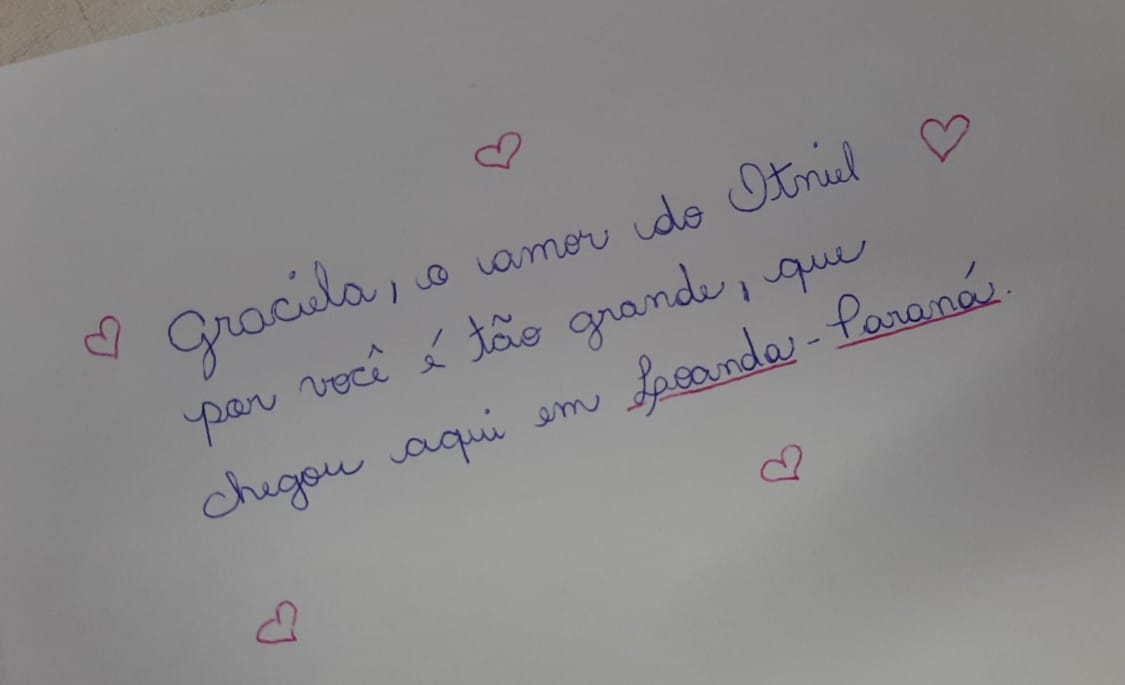 Graciela, o amor do Otniel
por você é tão grande, que
chegou aqui em Loanda - Paraná.